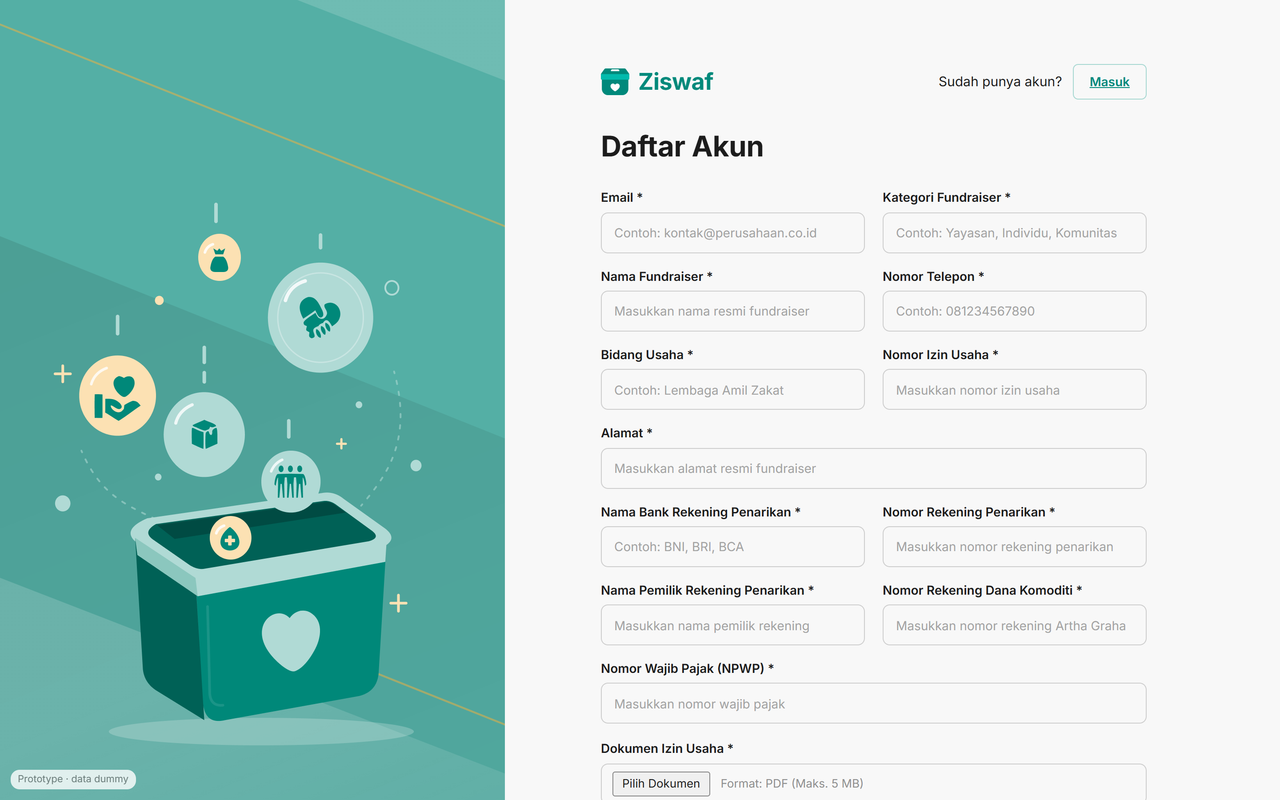 Ziswaf
Sudah punya akun? Masuk
Daftar Akun
Email * Kategori Fundraiser *
Contoh: kontak@perusahaan.co.id Contoh: Yayasan, Individu, Komunitas
Nama Fundraiser * Nomor Telepon *
Masukkan nama resmi fundraiser Contoh: 081234567890
Bidang Usaha * Nomor Izin Usaha *
Contoh: Lembaga Amil Zakat Masukkan nomor izin usaha
Alamat *
Masukkan alamat resmi fundraiser
Nama Bank Rekening Penarikan * Nomor Rekening Penarikan *
Contoh: BNI, BRI, BCA Masukkan nomor rekening penarikan
Nama Pemilik Rekening Penarikan * Nomor Rekening Dana Komoditi *
Masukkan nama pemilik rekening Masukkan nomor rekening Artha Graha
Nomor Wajib Pajak (NPWP) *
Masukkan nomor wajib pajak
Dokumen Izin Usaha *
Pilih Dokumen Format: PDF (Maks. 5 MB)
Prototype · data dummy